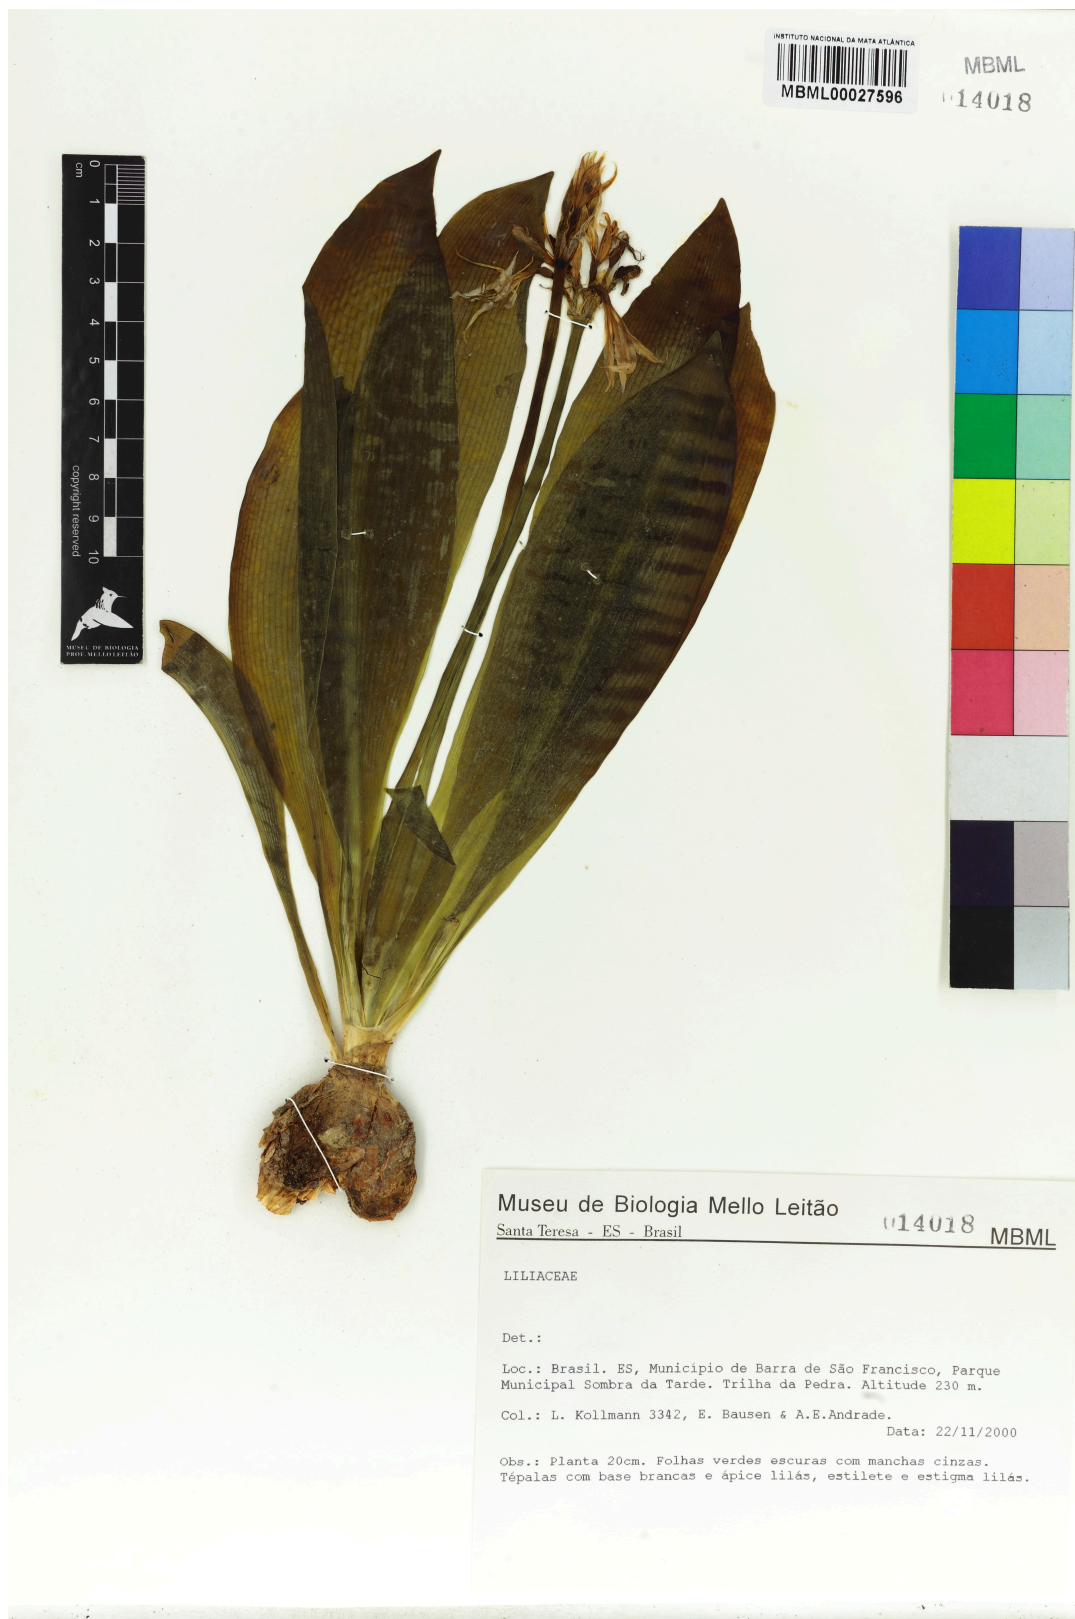 INSTITUTO NACIONAL DA MATA ATLÂNTICA
MBML00027596
MBML
014018
0
cm
1
2
3
4
5
6
7
8
9
10
copyright reserved
MUSEU DE BIOLOGIA
PROF. MELLO LEITÃO
Museu de Biologia Mello Leitão
014018
MBML
Santa Teresa - ES - Brasil
LILIACEAE
Det.:
Loc.: Brasil. ES, Município de Barra de São Francisco, Parque
Municipal Sombra da Tarde. Trilha da Pedra. Altitude 230 m.
Col.: L. Kollmann 3342, E. Bausen & A.E.Andrade.
Data: 22/11/2000
Obs.: Planta 20cm. Folhas verdes escuras com manchas cinzas.
Tépalas com base brancas e ápice lilás, estilete e estigma lilás.